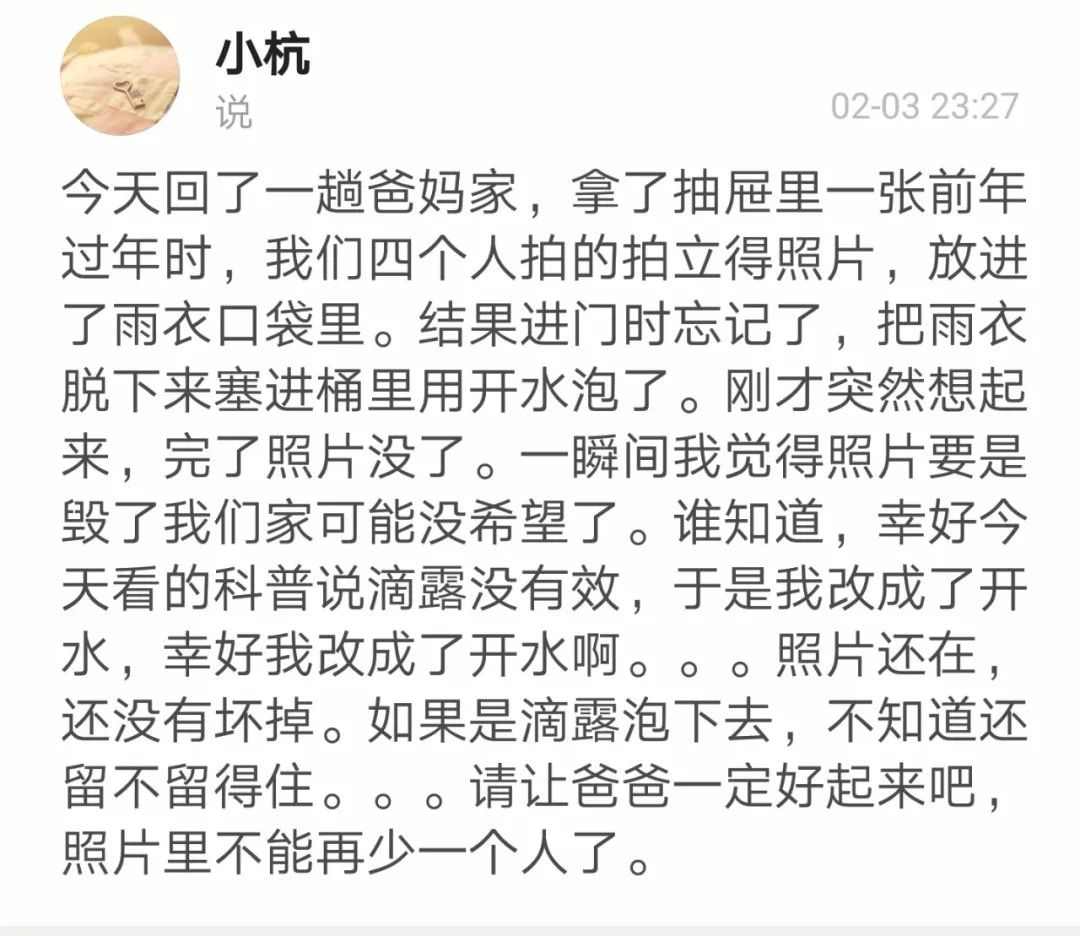 小杭
说
02-03 23:27
今天回了一趟爸妈家，拿了抽屉里一张前年
过年时，我们四个人拍的拍立得照片，放进
了雨衣口袋里。结果进门时忘记了，把雨衣
脱下来塞进桶里用开水泡了。刚才突然想起
来，完了照片没了。一瞬间我觉得照片要是
毁了我们家可能没希望了。谁知道，幸好今
天看的科普说滴露没有效，于是我改成了开
水，幸好我改成了开水啊。。。照片还在，
还没有坏掉。如果是滴露泡下去，不知道还
留不留得住。。。请让爸爸一定好起来吧，
照片里不能再少一个人了。